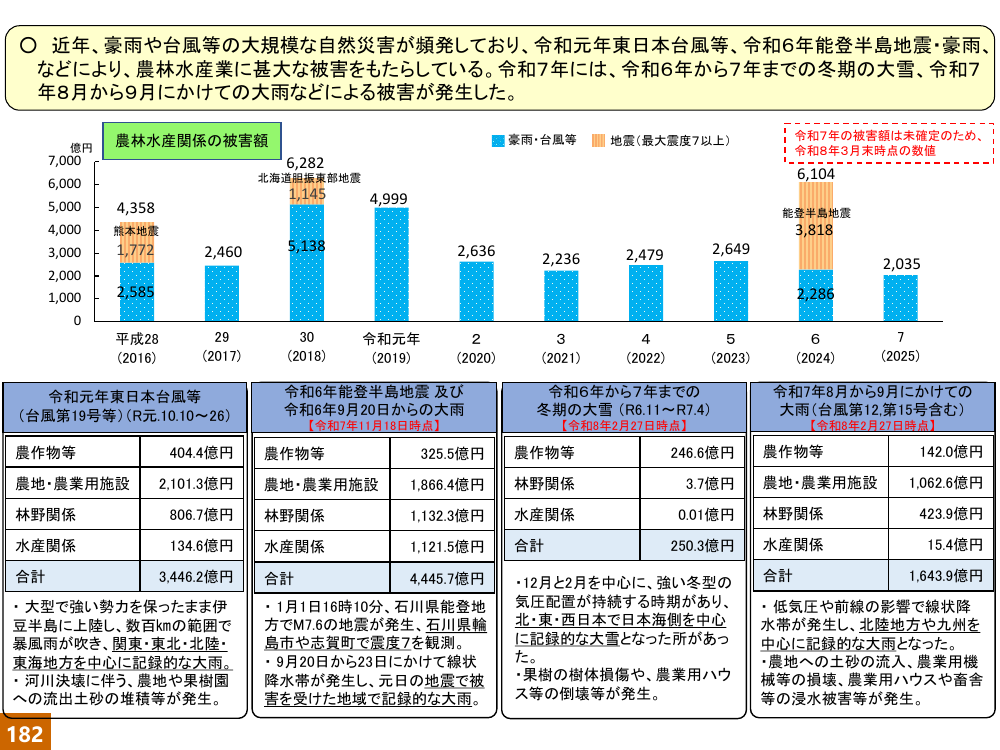 〇　近年、豪雨や台風等の大規模な自然災害が頻発しており、令和元年東日本台風等、令和６年能登半島地震・豪雨、
などにより、農林水産業に甚大な被害をもたらしている。令和７年には、令和６年から７年までの冬期の大雪、令和７
年８月から９月にかけての大雨などによる被害が発生した。
農林水産関係の被害額
豪雨・台風等
地震（最大震度７以上）
令和７年の被害額は未確定のため、
令和８年３月末時点の数値
億円
7,000
6,000
5,000
4,000
3,000
2,000
1,000
0
4,358
熊本地震
1,772
2,585
2,460
6,282
北海道胆振東部地震
1,145
5,138
4,999
2,636
2,236
2,479
2,649
6,104
能登半島地震
3,818
2,286
2,035
平成28
（2016）
29
（2017）
30
（2018）
令和元年
（2019）
２
（2020）
３
（2021）
４
（2022）
５
（2023）
６
（2024）
７
（2025）
令和元年東日本台風等
（台風第19号等）（R元.10.10～26）
農作物等 404.4億円
農地・農業用施設 2,101.3億円
林野関係 806.7億円
水産関係 134.6億円
合計 3,446.2億円
・ 大型で強い勢力を保ったまま伊
豆半島に上陸し、数百㎞の範囲で
暴風雨が吹き、関東・東北・北陸・
東海地方を中心に記録的な大雨。
・ 河川決壊に伴う、農地や果樹園
への流出土砂の堆積等が発生。
令和6年能登半島地震 及び
令和6年9月20日からの大雨
【令和7年11月18日時点】
農作物等 325.5億円
農地・農業用施設 1,866.4億円
林野関係 1,132.3億円
水産関係 1,121.5億円
合計 4,445.7億円
・ １月１日16時10分、石川県能登地
方でM7.6の地震が発生、石川県輪
島市や志賀町で震度７を観測。
・ ９月20日から23日にかけて線状
降水帯が発生し、元日の地震で被
害を受けた地域で記録的な大雨。
令和６年から７年までの
冬期の大雪 （R6.11～R7.4）
【令和8年2月27日時点】
農作物等 246.6億円
林野関係 3.7億円
水産関係 0.01億円
合計 250.3億円
・12月と２月を中心に、強い冬型の
気圧配置が持続する時期があり、
北・東・西日本で日本海側を中心
に記録的な大雪となった所があっ
た。
・果樹の樹体損傷や、農業用ハウ
ス等の倒壊等が発生。
令和7年8月から9月にかけての
大雨（台風第12,第15号含む）
【令和8年2月27日時点】
農作物等 142.0億円
農地・農業用施設 1,062.6億円
林野関係 423.9億円
水産関係 15.4億円
合計 1,643.9億円
・ 低気圧や前線の影響で線状降
水帯が発生し、北陸地方や九州を
中心に記録的な大雨となった。
・農地への土砂の流入、農業用機
械等の損壊、農業用ハウスや畜舎
等の浸水被害等が発生。
182